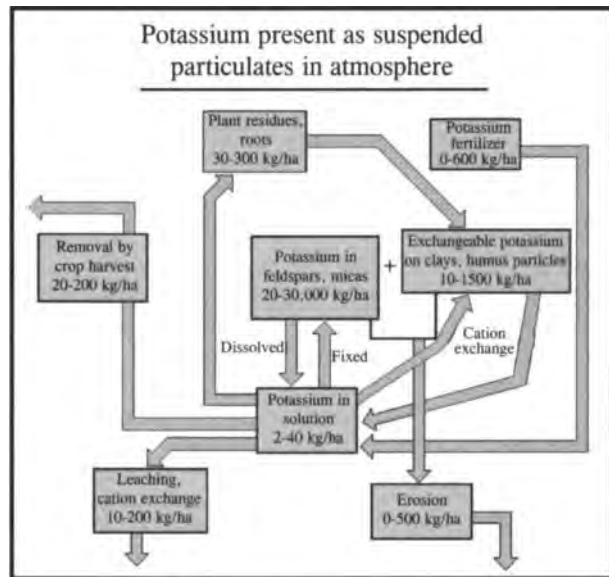 Potassium present as suspended
particulates in atmosphere
Plant residues,
roots
30-300 kg/ha
Potassium
fertilizer
0-600 kg/ha
Removal by
crop harvest
20-200 kg/ha
Potassium in
feldspars, micas
20-30,000 kg/ha
+
Exchangeable potassium
on clays, humus particles
10-1500 kg/ha
Dissolved
Fixed
Cation
exchange
Potassium in
solution
2-40 kg/ha
Leaching,
cation exchange
10-200 kg/ha
Erosion
0-500 kg/ha